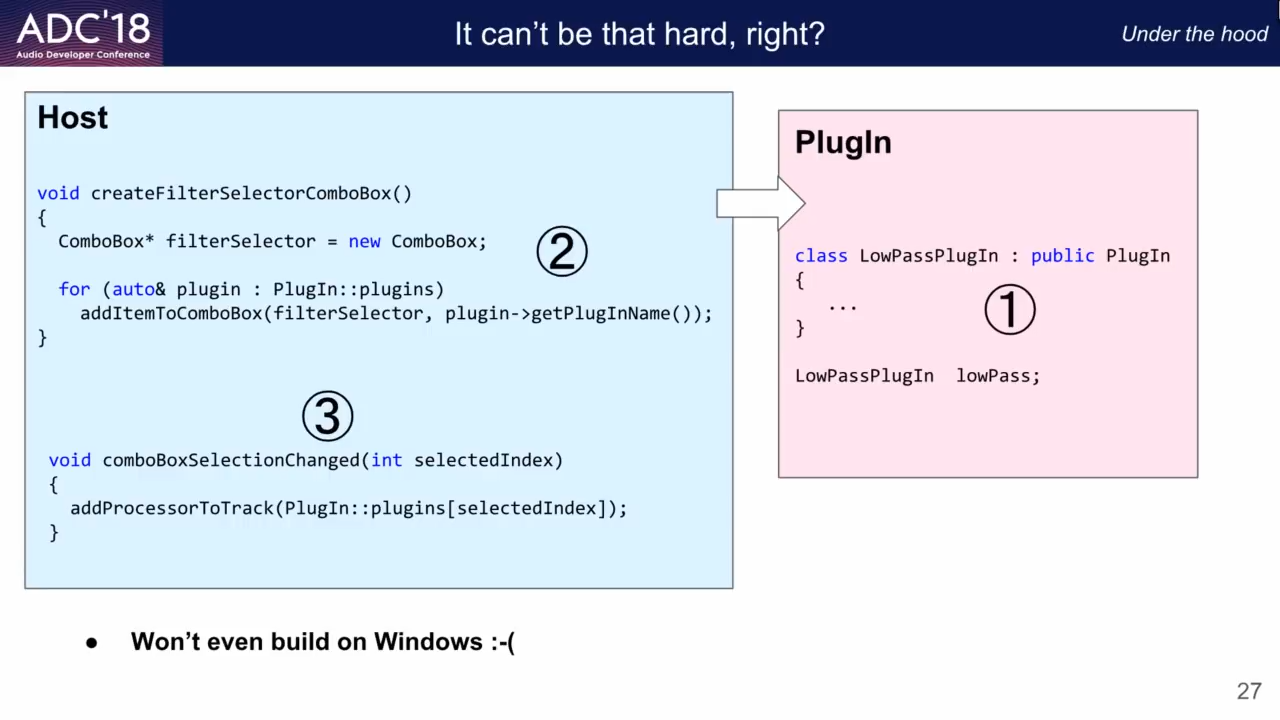 ADC'18
Audio Developer Conference
It can't be that hard, right?
Under the hood
Host
void createFilterSelectorComboBox()
{
ComboBox* filterSelector = new ComboBox;
②
for (auto& plugin : PlugIn::plugins)
addItemToComboBox(filterSelector, plugin->getPlugInName());
}
③
void comboBoxSelectionChanged(int selectedIndex)
{
addProcessorToTrack(PlugIn::plugins[selectedIndex]);
}
PlugIn
class LowPassPlugIn : public PlugIn
{
...
①
}
LowPassPlugIn lowPass;
● Won't even build on Windows :-(
27